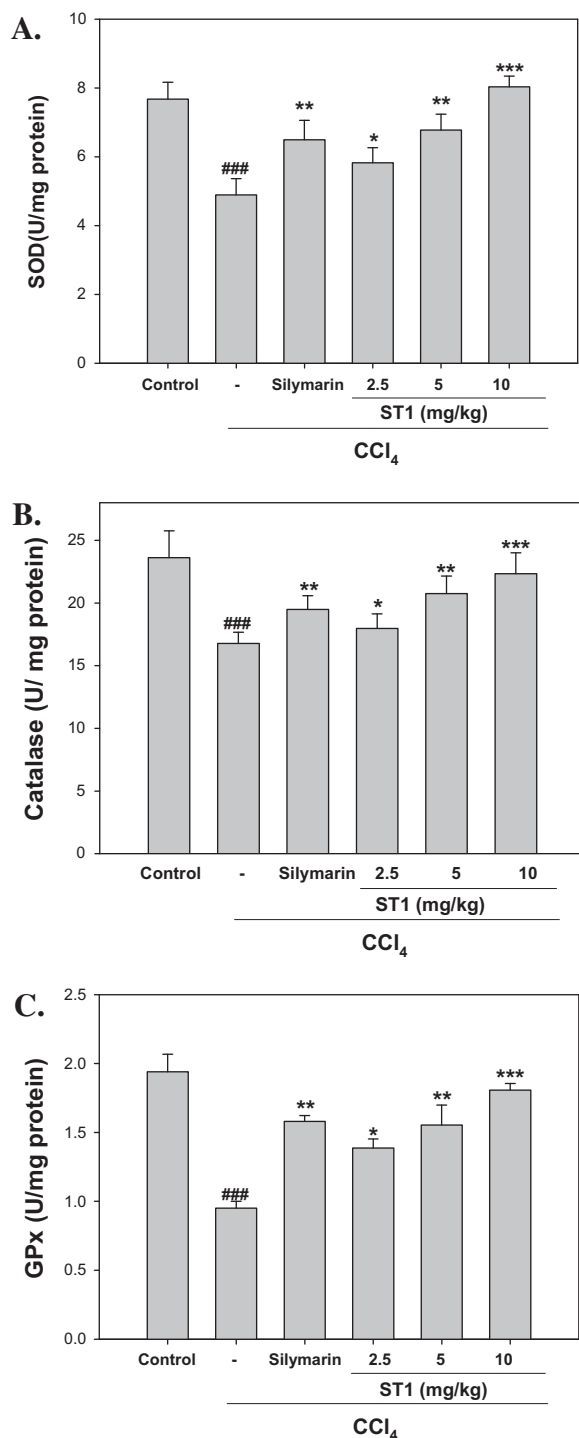 A.
10
***
8
**
**
*
###
6
4
2
0
SOD(U/mg protein)
Control - Silymarin 2.5 5 10
ST1 (mg/kg)
CCl4
B.
25
***
**
**
*
###
20
15
10
5
0
Catalase (U/ mg protein)
Control - Silymarin 2.5 5 10
ST1 (mg/kg)
CCl4
C.
2.5
2.0
***
**
**
*
1.5
###
1.0
0.5
0.0
GPx (U/mg protein)
Control - Silymarin 2.5 5 10
ST1 (mg/kg)
CCl4